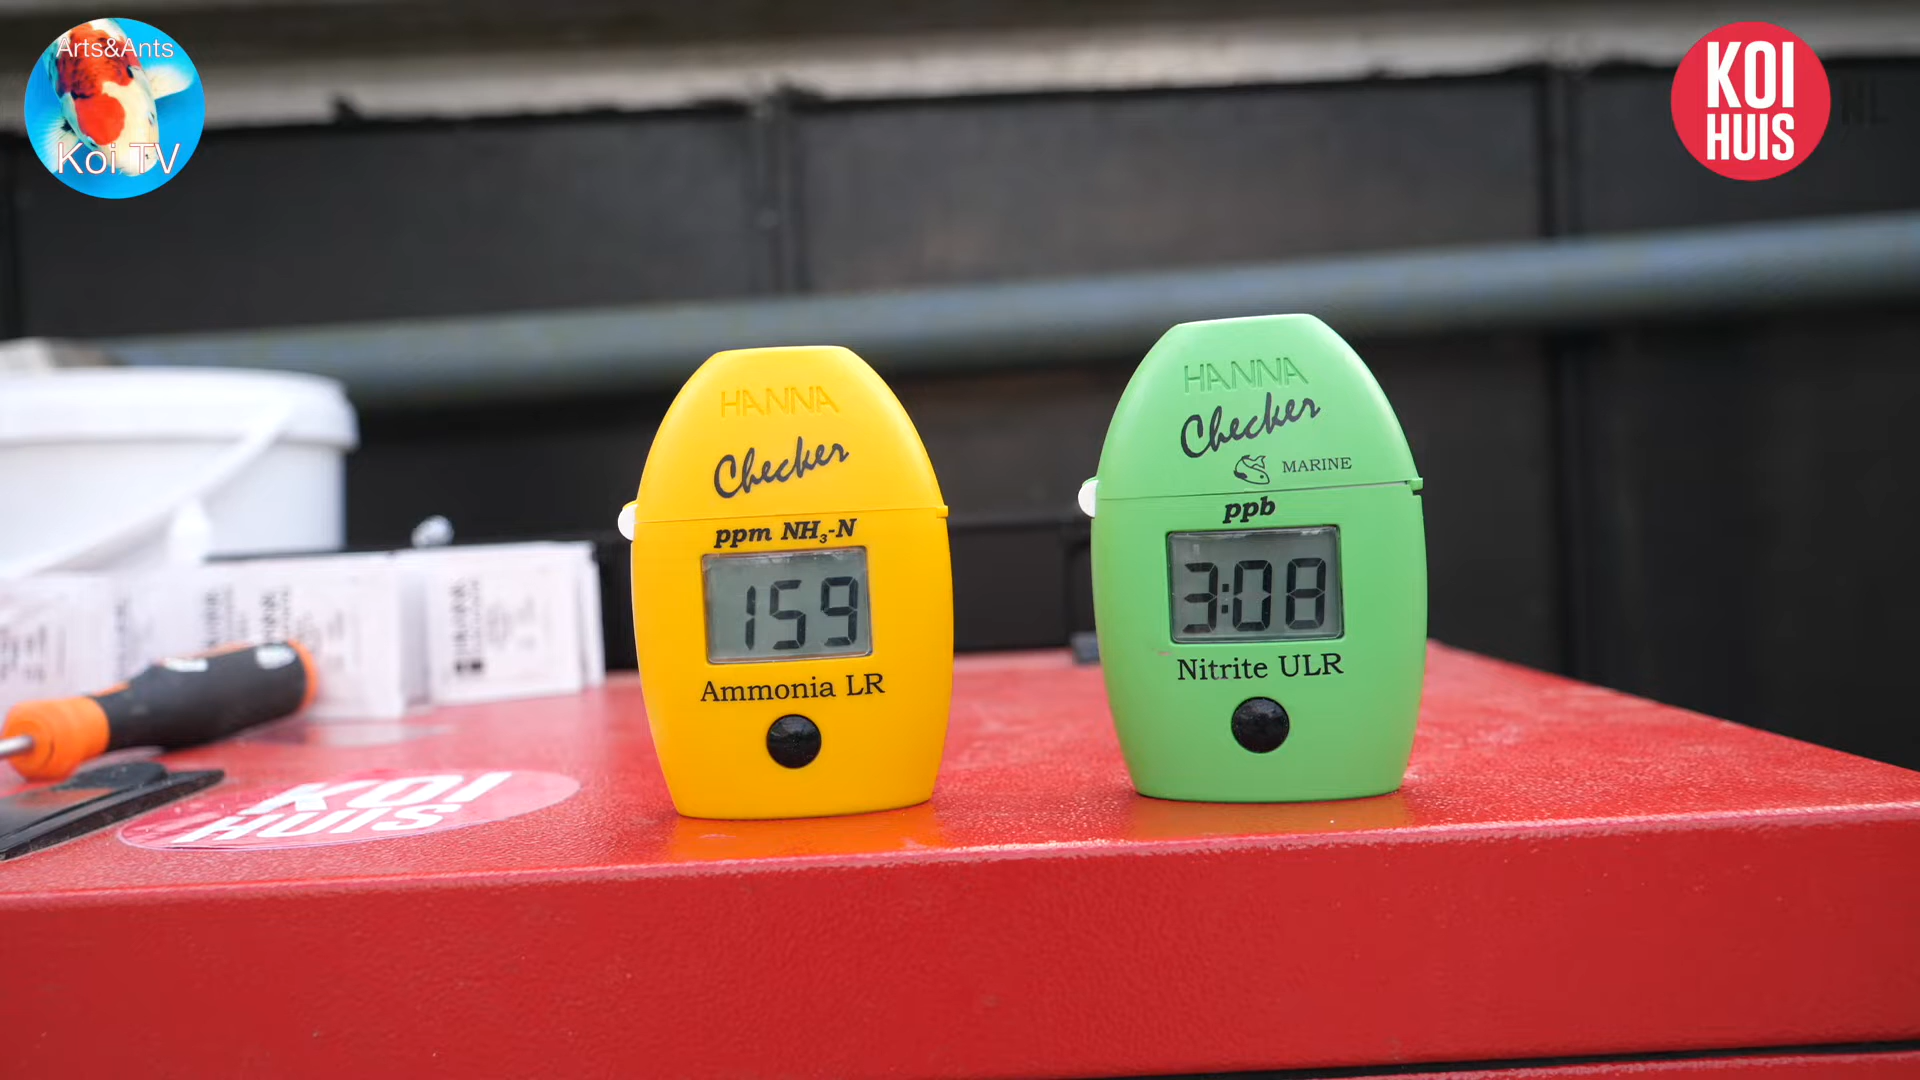 Arts&Ants
Koi TV
KOI
HUIS
NL
HANNA
Checker
ppm NH₃-N
159
Ammonia LR
HANNA
Checker
MARINE
ppb
3:08
Nitrite ULR
KOI
HUIS